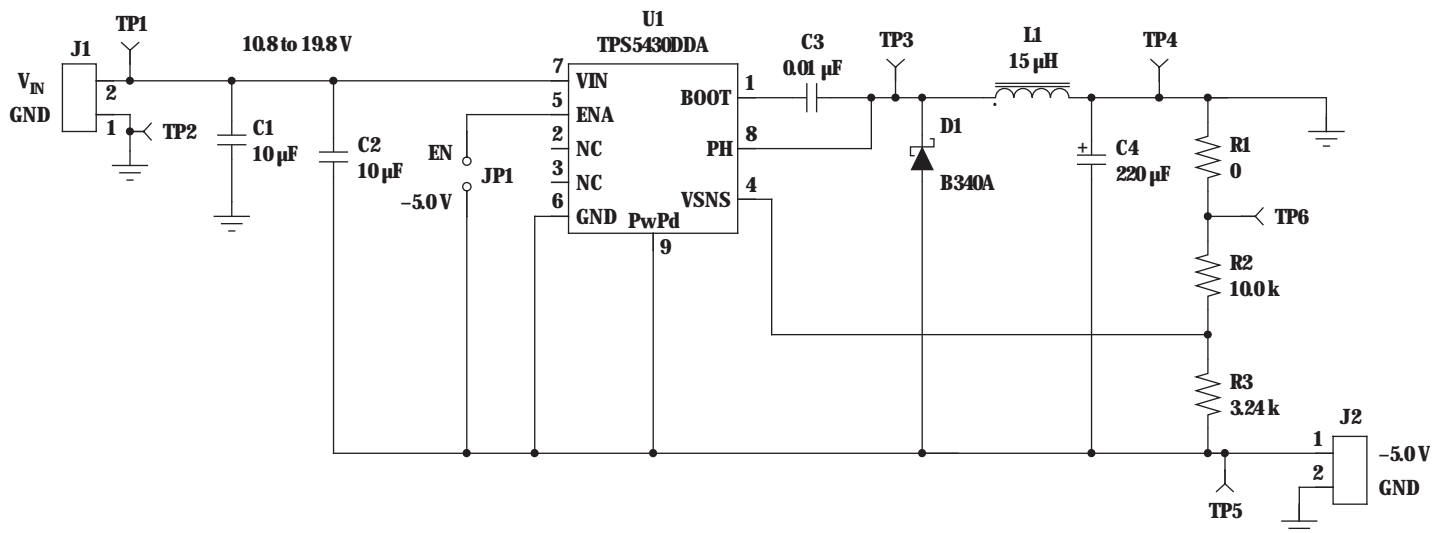 TP1
J1
V_IN
2
GND
1
TP2
10.8 to 19.8 V
C1
10 µF
C2
10 µF
EN
JP1
–5.0 V
U1
TPS5430DDA
7
VIN
5
ENA
2
NC
3
NC
6
GND
PwPd
9
BOOT
1
PH
8
VSNS
4
C3
0.01 µF
TP3
D1
B340A
L1
15 µH
TP4
+
C4
220 µF
R1
0
TP6
R2
10.0 k
R3
3.24 k
TP5
J2
1
–5.0 V
2
GND